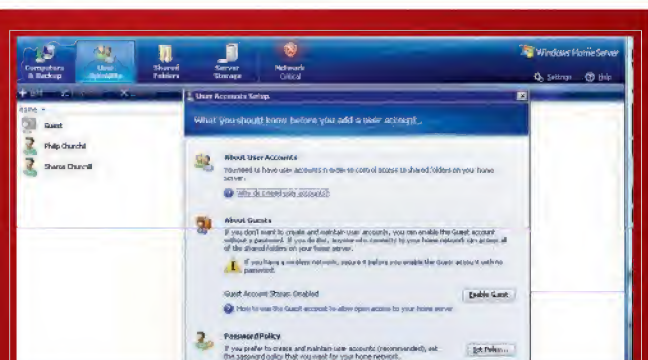 Windows Home Server
Computers & Backup
User Accounts
Shared Folders
Server Storage
Network Critical
Settings
Help
Name
Guest
Philip Churchill
Sharon Churchill
User Accounts Setup
What you should know before you add a user account...
About User Accounts
You need to have user accounts in order to control access to shared folders on your home
server.
Why do I need user accounts?
About Guests
If you don't want to create and maintain user accounts, you can enable the Guest account
without a password. If you do this, anyone who connects to your home network can access all
of the shared folders on your home server.
If you have a wireless network, secure it before you enable the Guest account with no
password.
Guest Account Status: Enabled
Enable Guest
How to use the Guest account to allow open access to your home server
Password Policy
If you prefer to create and maintain user accounts (recommended), set
the password policy that you want for your home network.
Set Policy...